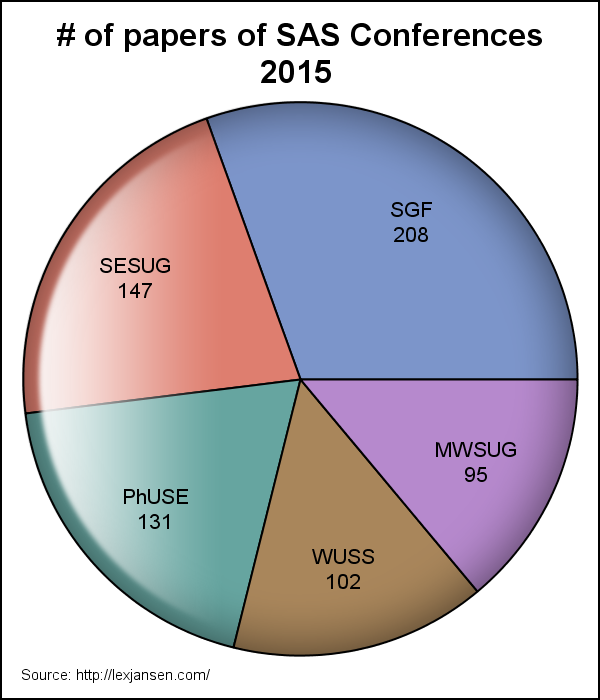 # of papers of SAS Conferences
2015
SGF
208
SESUG
147
MWSUG
95
PhUSE
131
WUSS
102
Source: http://lexjansen.com/